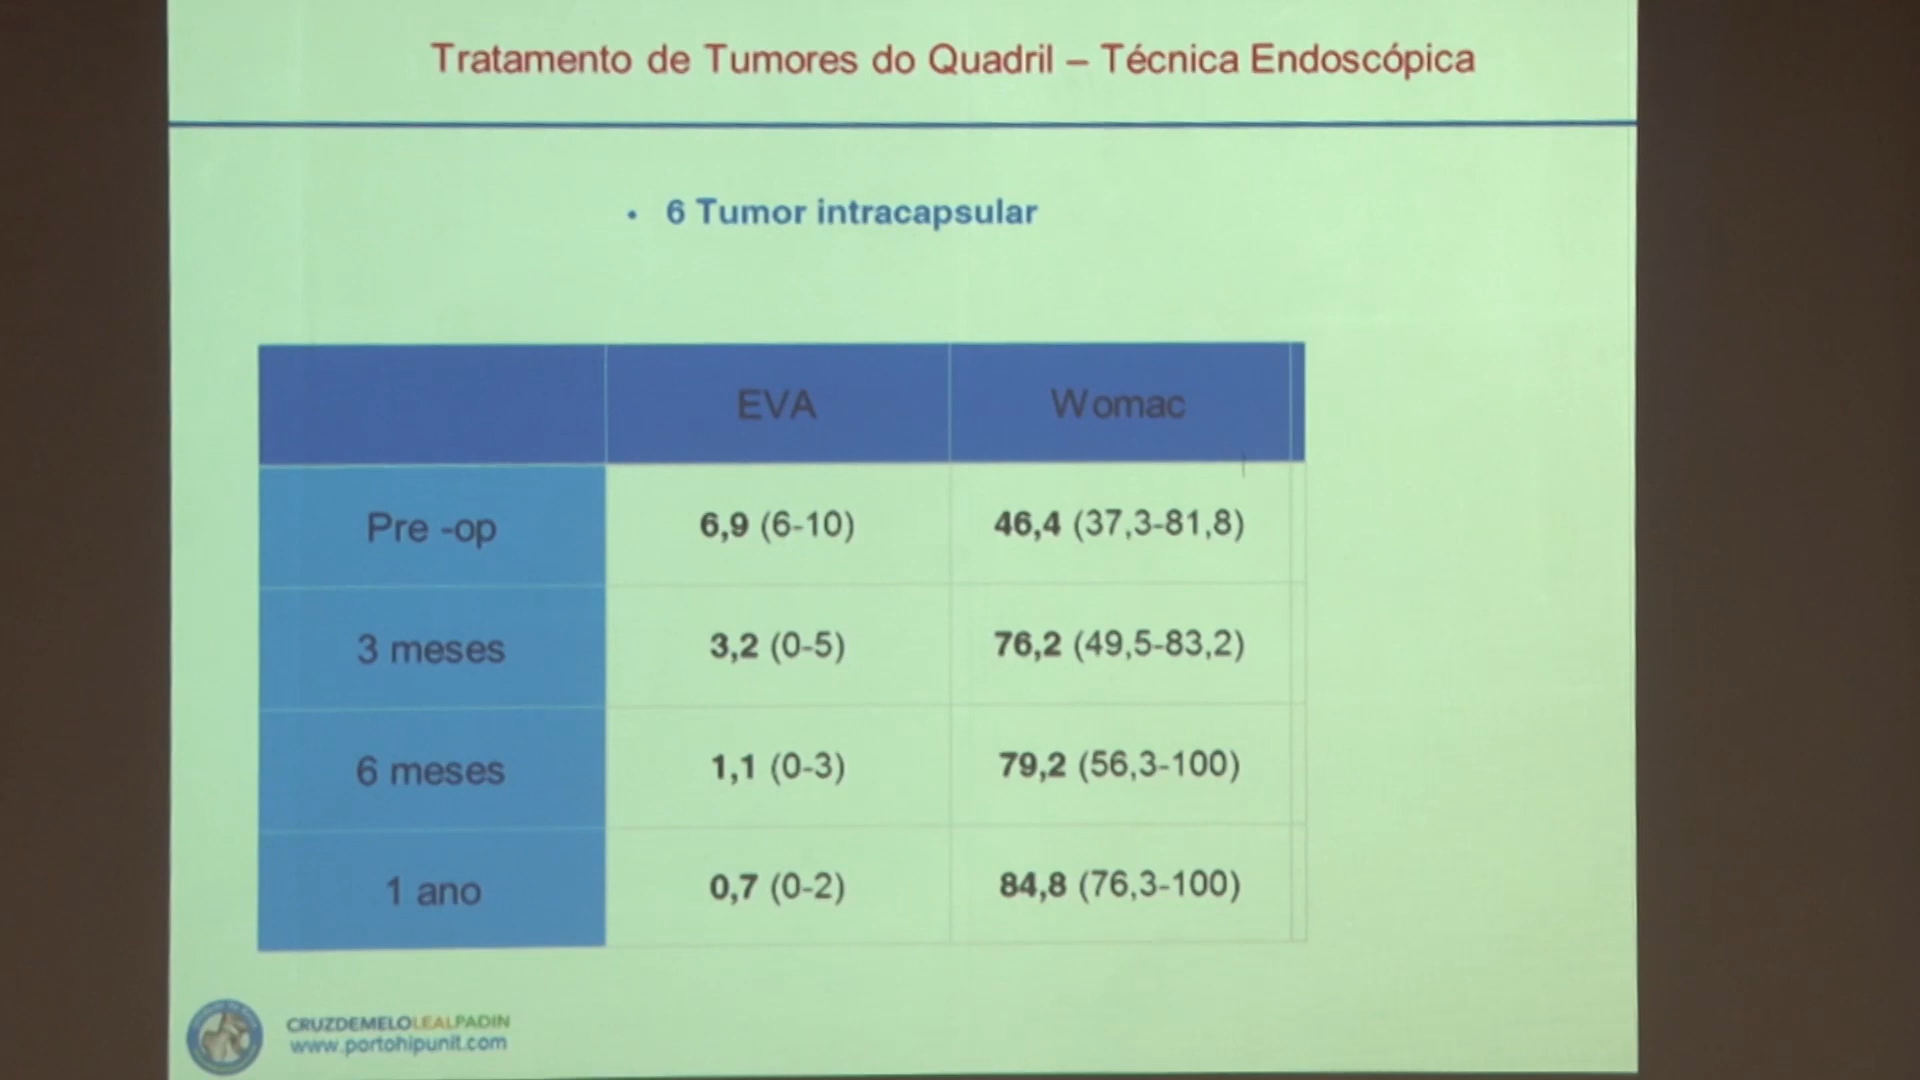 Tratamento de Tumores do Quadril – Técnica Endoscópica
• 6 Tumor intracapsular
EVA Womac
Pre -op 6,9 (6-10) 46,4 (37,3-81,8)
3 meses 3,2 (0-5) 76,2 (49,5-83,2)
6 meses 1,1 (0-3) 79,2 (56,3-100)
1 ano 0,7 (0-2) 84,8 (76,3-100)
CRUZDEMELOLEALPADIN
www.portohipunit.com